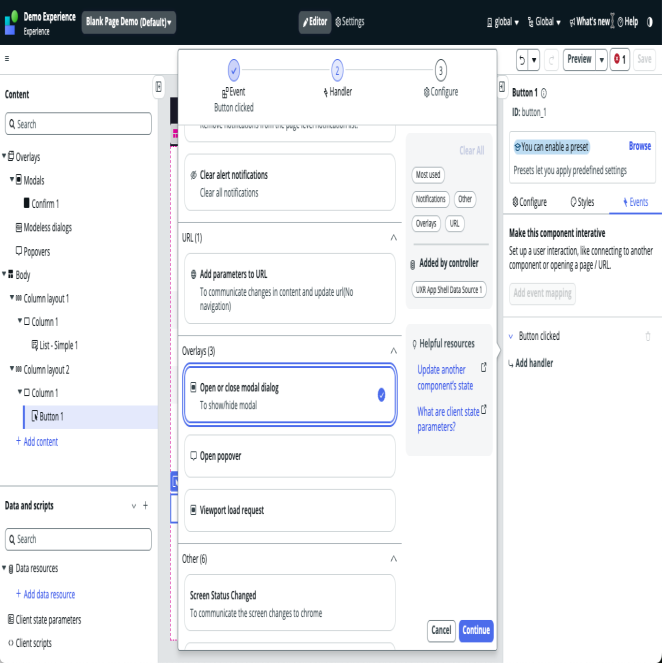 Demo Experience
Experience
Blank Page Demo (Default)
Editor
Settings
global
Global
What's new
Help
Preview
1
Save
Content
Search
Overlays
Modals
Confirm 1
Modeless dialogs
Popovers
Body
Column layout 1
Column 1
List - Simple 1
Column layout 2
Column 1
Button 1
+ Add content
Data and scripts
Search
Data resources
+ Add data resource
Client state parameters
Client scripts
Event
Button clicked
2
Handler
3
Configure
Remove notifications from the page level notification list.
Clear alert notifications
Clear all notifications
URL (1)
Add parameters to URL
To communicate changes in content and update url(No
navigation)
Overlays (3)
Open or close modal dialog
To show/hide modal
Open popover
Viewport load request
Other (6)
Screen Status Changed
To communicate the screen changes to chrome
Clear All
Most used
Notifications
Other
Overlays
URL
Added by controller
UXR App Shell Data Source 1
Helpful resources
Update another
component's state
What are client state
parameters?
Cancel
Continue
Button 1
ID: button_1
You can enable a preset
Browse
Presets let you apply predefined settings
Configure
Styles
Events
Make this component interative
Set up a user interaction, like connecting to another
component or opening a page / URL.
Add event mapping
Button clicked
Add handler